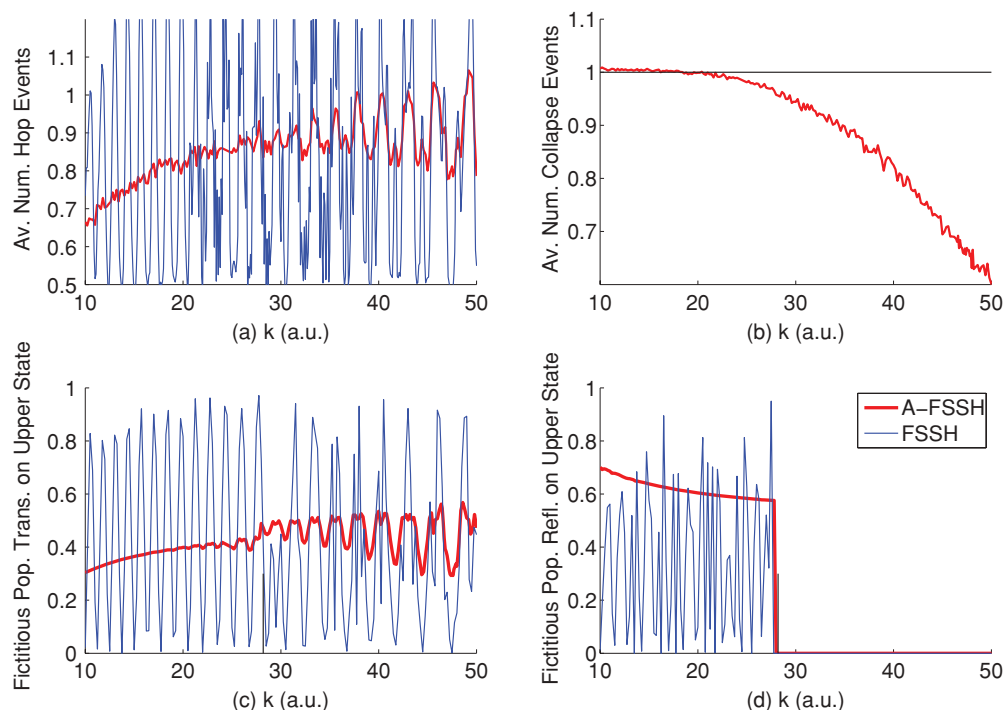 Av. Num. Hop Events
1.1
1
0.9
0.8
0.7
0.6
0.5
10 20 30 40 50
(a) k (a.u.)
Av. Num. Collapse Events
1.1
1
0.9
0.8
0.7
10 20 30 40 50
(b) k (a.u.)
Fictitious Pop. Trans. on Upper State
1
0.8
0.6
0.4
0.2
0
10 20 30 40 50
(c) k (a.u.)
Fictitious Pop. Refl. on Upper State
1
0.8
0.6
0.4
0.2
0
10 20 30 40 50
(d) k (a.u.)
A−FSSH
FSSH